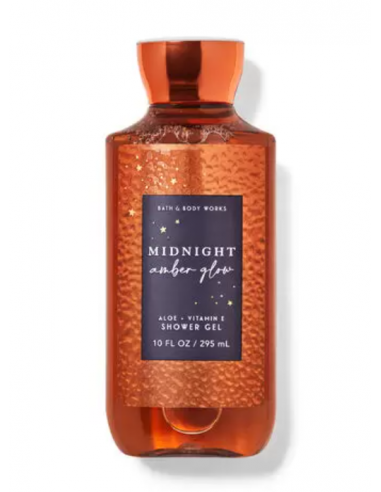 BATH & BODY WORKS
MIDNIGHT
amber glow
ALOE + VITAMIN E
SHOWER GEL
10 FL OZ / 295 mL